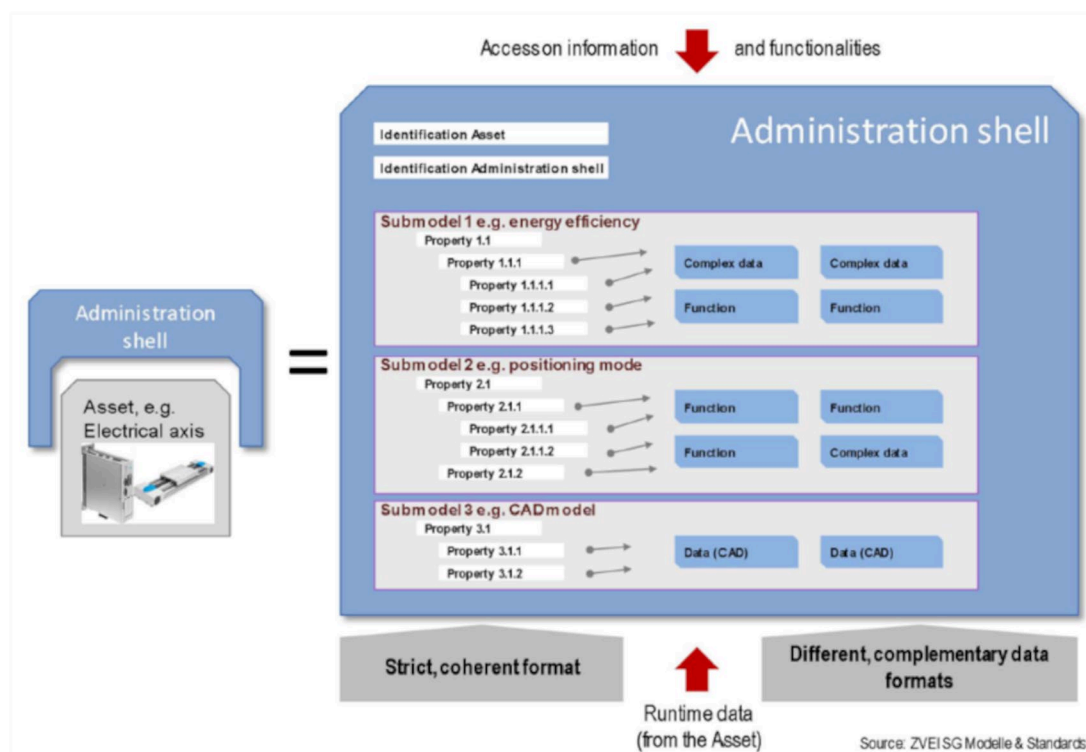 Access on information and functionalities
Administration shell
Identification Asset
Identification Administration shell
Submodel 1 e.g. energy efficiency
Property 1.1
Property 1.1.1
Property 1.1.1.1
Property 1.1.1.2
Property 1.1.1.3
Complex data
Complex data
Function
Function
Administration
shell
Asset, e.g.
Electrical axis
=
Submodel 2 e.g. positioning mode
Property 2.1
Property 2.1.1
Property 2.1.1.1
Property 2.1.1.2
Property 2.1.2
Function
Function
Function
Complex data
Submodel 3 e.g. CAD model
Property 3.1
Property 3.1.1
Property 3.1.2
Data (CAD)
Data (CAD)
Strict, coherent format
Different, complementary data
formats
Runtime data
(from the Asset)
Source: ZVEI SG Modelle & Standards